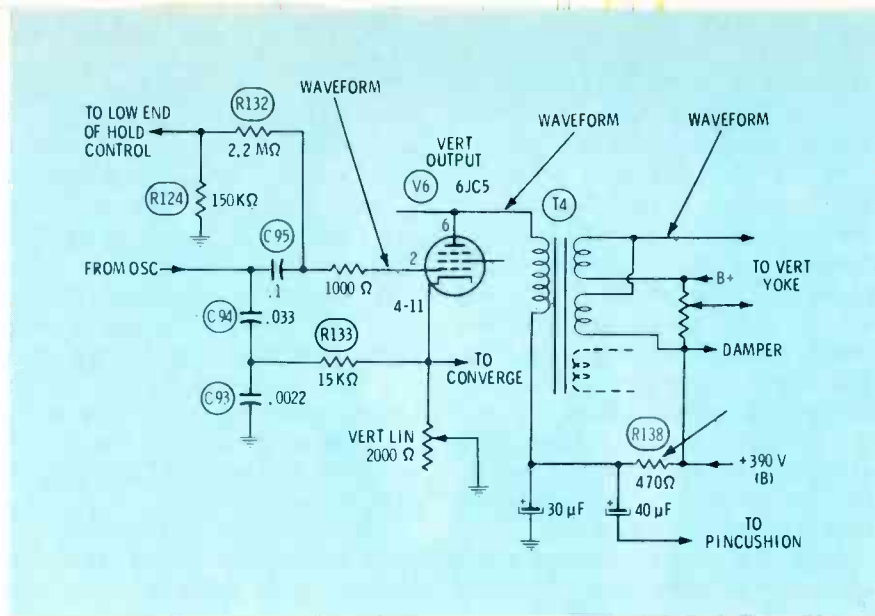 WAVEFORM
R132
TO LOW END
OF HOLD
CONTROL
2.2 MΩ
R124
150KΩ
C95
FROM OSC
.1
1000 Ω
C94
.033
R133
15KΩ
C93
.0022
VERT
OUTPUT
V6 6JC5
6
2
4-11
TO
CONVERGE
VERT LIN
2000 Ω
WAVEFORM
WAVEFORM
T4
B+
TO VERT
YOKE
DAMPER
R138
470Ω
+390 V
(B)
+ 30 µF
+ 40 µF
TO
PINCUSHION